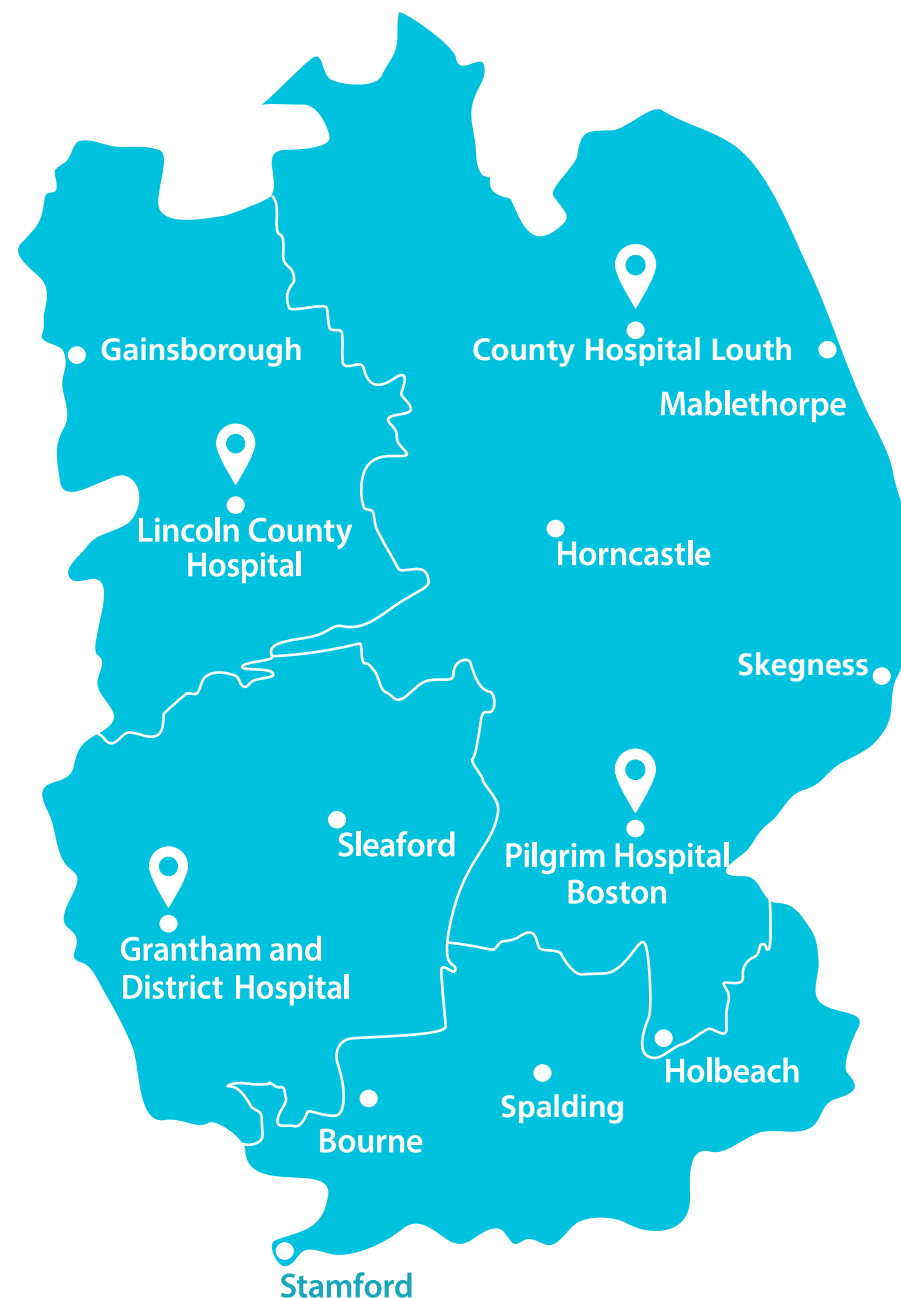 Gainsborough
County Hospital Louth
Mablethorpe
Lincoln County
Hospital
Horncastle
Skegness
Sleaford
Pilgrim Hospital
Boston
Grantham and
District Hospital
Holbeach
Spalding
Bourne
Stamford